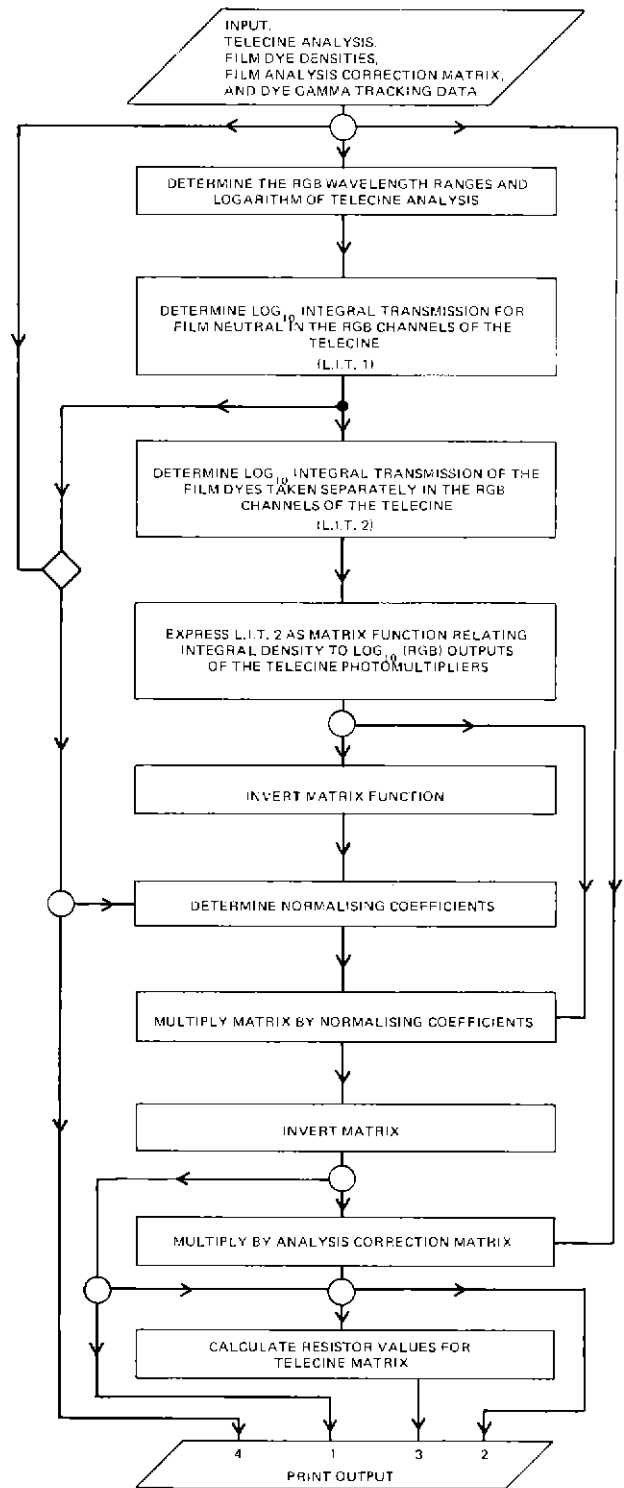 INPUT,
TELECINE ANALYSIS,
FILM DYE DENSITIES,
FILM ANALYSIS CORRECTION MATRIX,
AND DYE GAMMA TRACKING DATA
DETERMINE THE RGB WAVELENGTH RANGES AND
LOGARITHM OF TELECINE ANALYSIS
DETERMINE LOG10 INTEGRAL TRANSMISSION FOR
FILM NEUTRAL IN THE RGB CHANNELS OF THE
TELECINE
(L.I.T. 1)
DETERMINE LOG10 INTEGRAL TRANSMISSION OF THE
FILM DYES TAKEN SEPARATELY IN THE RGB
CHANNELS OF THE TELECINE
(L.I.T. 2)
EXPRESS L.I.T. 2 AS MATRIX FUNCTION RELATING
INTEGRAL DENSITY TO LOG10 (RGB) OUTPUTS
OF THE TELECINE PHOTOMULTIPLIERS
INVERT MATRIX FUNCTION
DETERMINE NORMALISING COEFFICIENTS
MULTIPLY MATRIX BY NORMALISING COEFFICIENTS
INVERT MATRIX
MULTIPLY BY ANALYSIS CORRECTION MATRIX
CALCULATE RESISTOR VALUES FOR
TELECINE MATRIX
4 1 3 2
PRINT OUTPUT